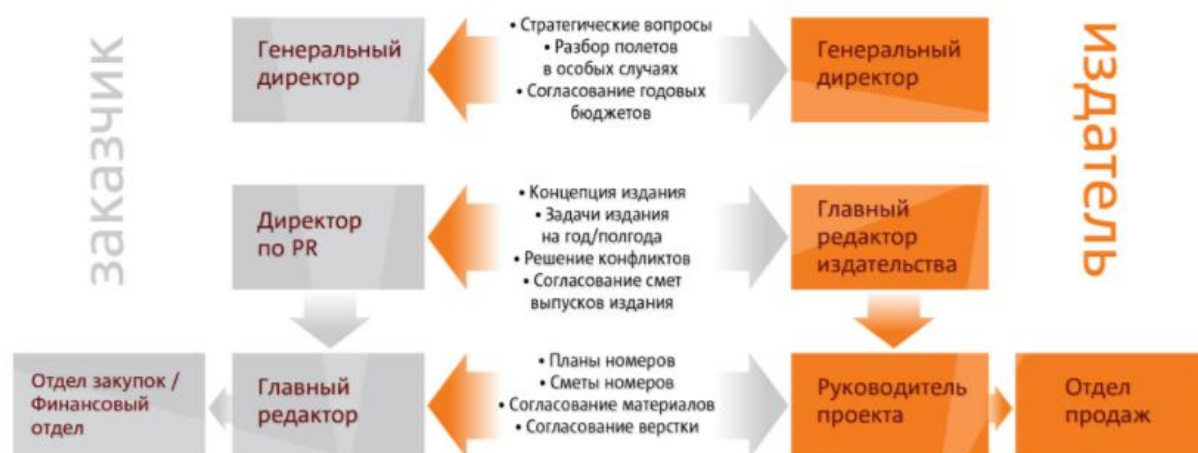 заказчик
Генеральный
директор
• Стратегические вопросы
• Разбор полетов
в особых случаях
• Согласование годовых
бюджетов
Генеральный
директор
издатель
Директор
по PR
• Концепция издания
• Задачи издания
на год/полгода
• Решение конфликтов
• Согласование смет
выпусков издания
Главный
редактор
издательства
Отдел закупок /
Финансовый
отдел
Главный
редактор
• Планы номеров
• Сметы номеров
• Согласование материалов
• Согласование верстки
Руководитель
проекта
Отдел
продаж